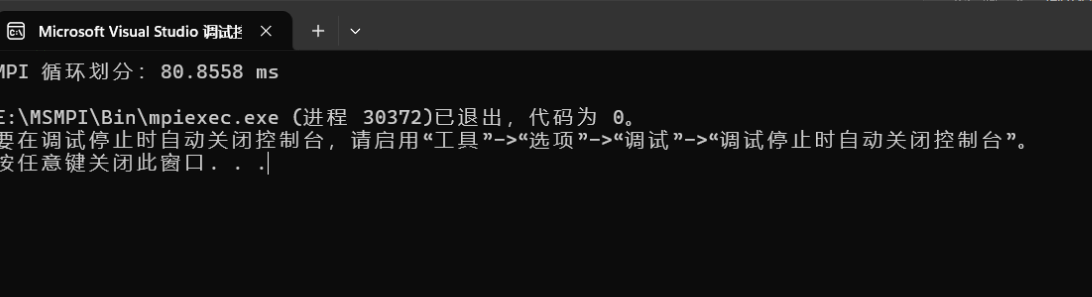 Microsoft Visual Studio 调试控
MPI 循环划分: 80.8558 ms
E:\MSMPI\Bin\mpiexec.exe (进程 30372)已退出，代码为 0。
要在调试停止时自动关闭控制台，请启用“工具”->“选项”->“调试”->“调试停止时自动关闭控制台”。
按任意键关闭此窗口. . .